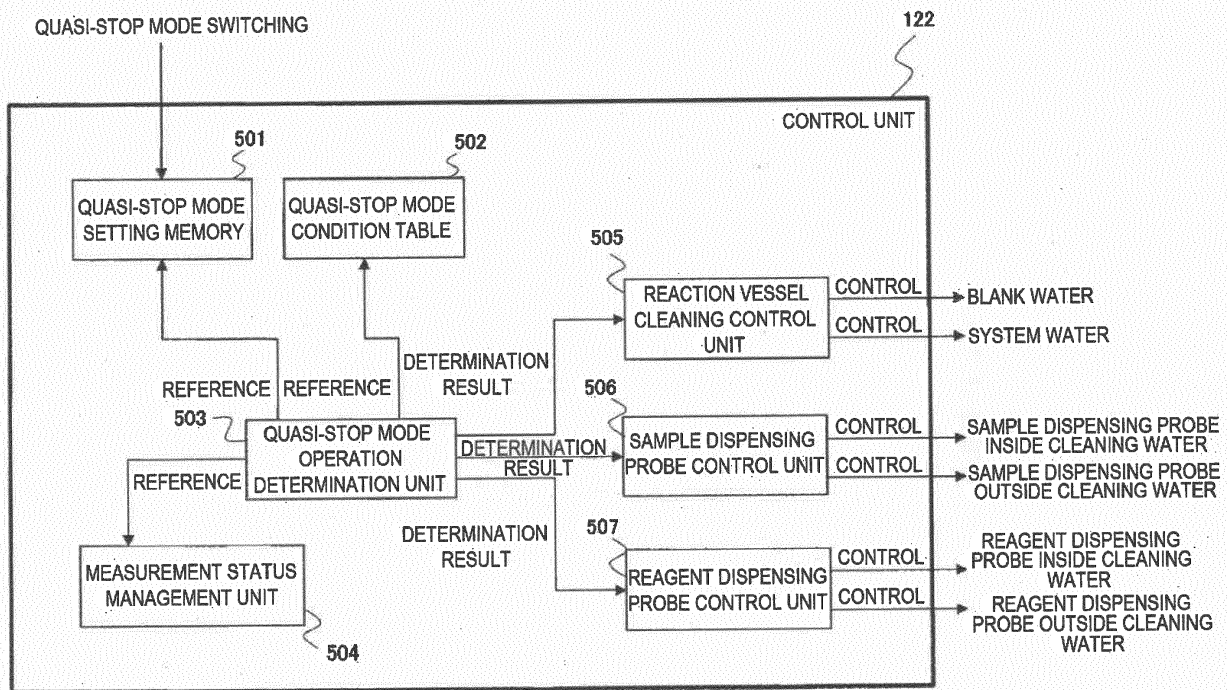 QUASI-STOP MODE SWITCHING
122
CONTROL UNIT
501
QUASI-STOP MODE
SETTING MEMORY
502
QUASI-STOP MODE
CONDITION TABLE
505
REACTION VESSEL
CLEANING CONTROL
UNIT
CONTROL
BLANK WATER
CONTROL
SYSTEM WATER
REFERENCE
REFERENCE
DETERMINATION
RESULT
503
QUASI-STOP MODE
OPERATION
DETERMINATION UNIT
DETERMINATION
RESULT
506
SAMPLE DISPENSING
PROBE CONTROL UNIT
CONTROL
SAMPLE DISPENSING PROBE
INSIDE CLEANING WATER
CONTROL
SAMPLE DISPENSING PROBE
OUTSIDE CLEANING WATER
REFERENCE
DETERMINATION
RESULT
MEASUREMENT STATUS
MANAGEMENT UNIT
504
507
REAGENT DISPENSING
PROBE CONTROL UNIT
CONTROL
REAGENT DISPENSING
PROBE INSIDE CLEANING
WATER
CONTROL
REAGENT DISPENSING
PROBE OUTSIDE CLEANING
WATER